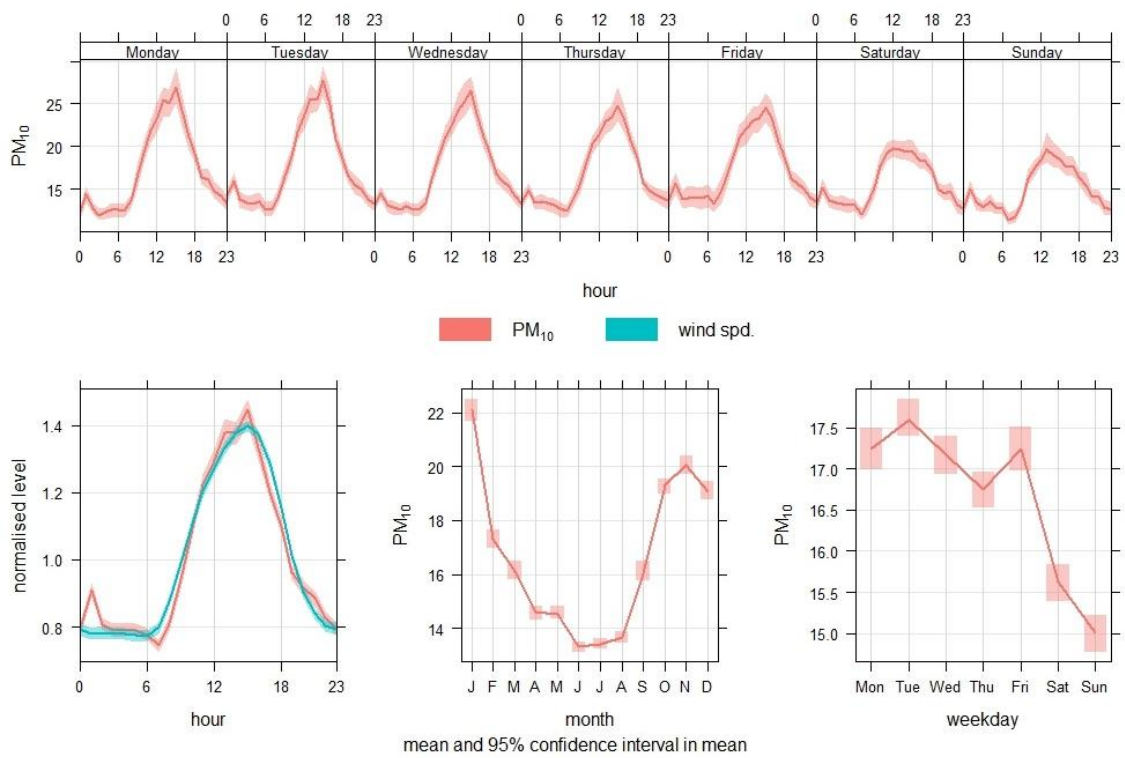 0 6 12 18 23 0 6 12 18 23 0 6 12 18 23
Monday Tuesday Wednesday Thursday Friday Saturday Sunday
25
20
15
PM10
0 6 12 18 23 0 6 12 18 23 0 6 12 18 23 0 6 12 18 23
hour
PM10 wind spd.
1.4
1.2
1.0
0.8
normalised level
0 6 12 18 23
hour
22
20
18
16
14
PM10
J F M A M J J A S O N D
month
17.5
17.0
16.5
16.0
15.5
15.0
PM10
Mon Tue Wed Thu Fri Sat Sun
weekday
mean and 95% confidence interval in mean